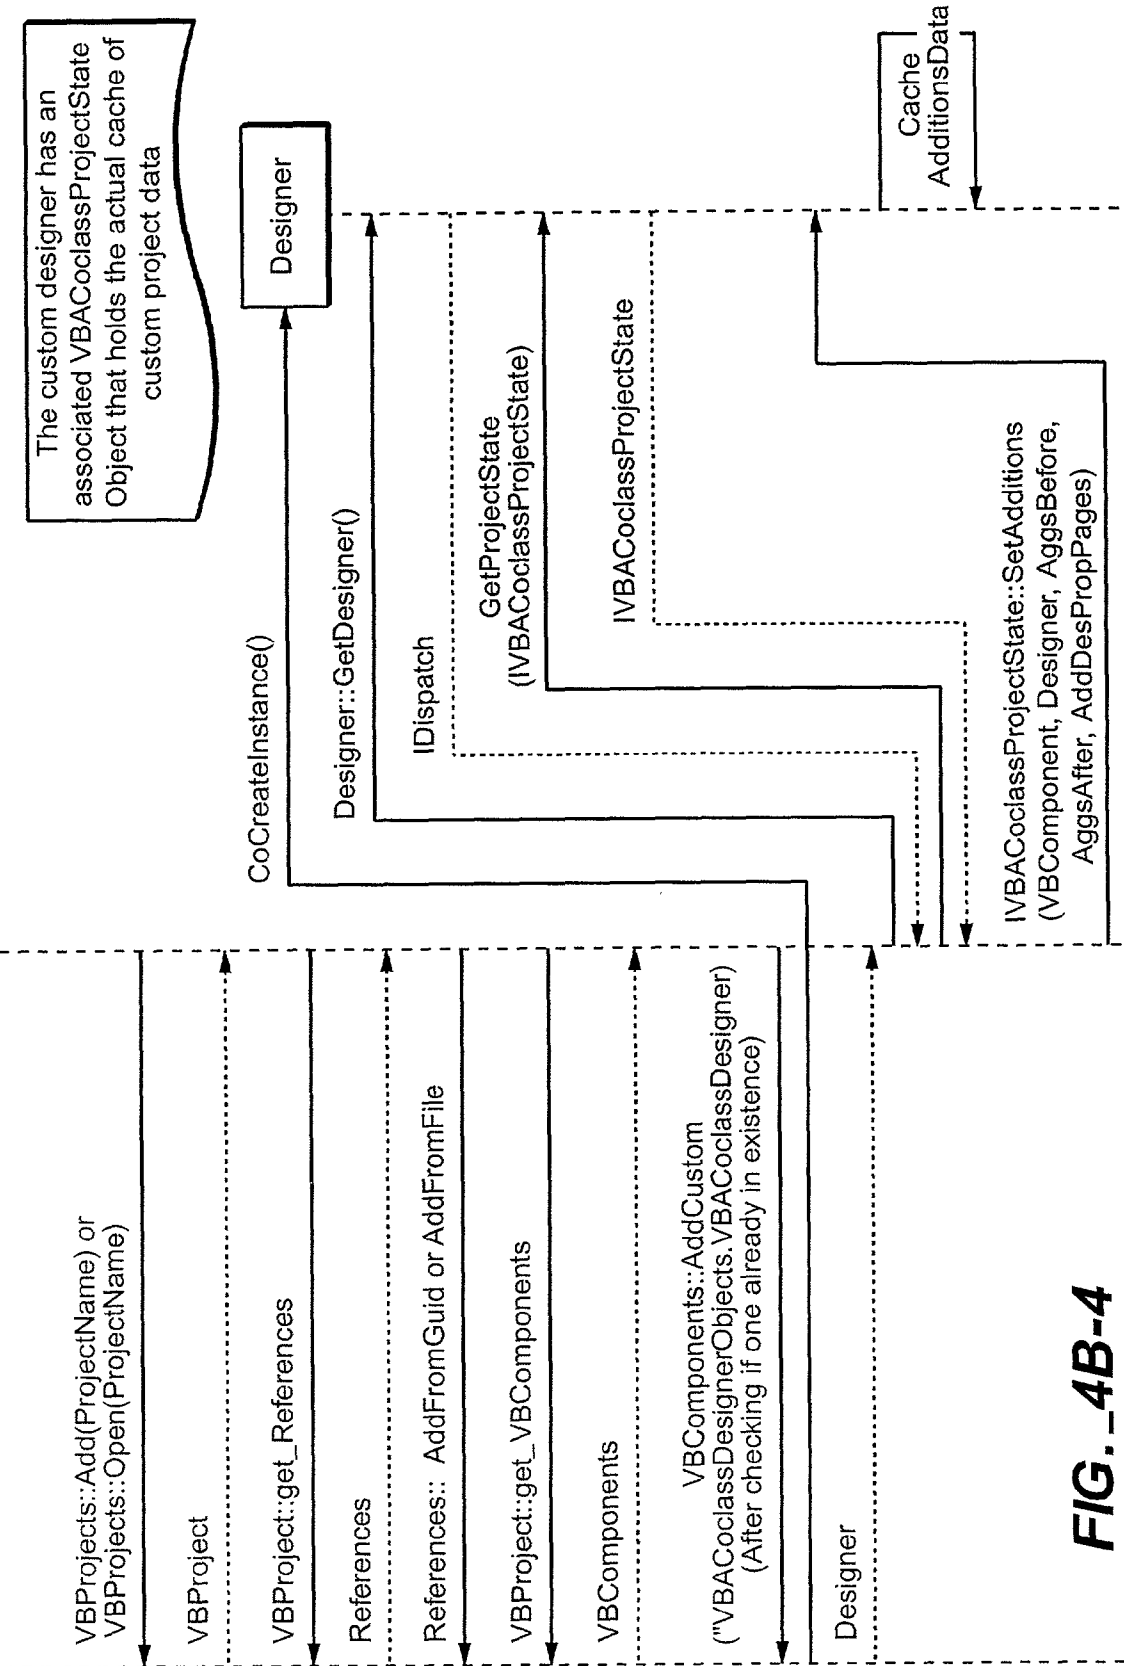 The custom designer has an
associated VBACoclassProjectState
Object that holds the actual cache of
custom project data
VBProjects::Add(ProjectName) or
VBProjects::Open(ProjectName)
VBProject
VBProject::get_References
References
References:: AddFromGuid or AddFromFile
VBProject::get_VBComponents
VBComponents
VBComponents::AddCustom
("VBACoclassDesignerObjects.VBACoclassDesigner)
(After checking if one already in existence)
CoCreateInstance()
Designer
Designer
Designer::GetDesigner()
IDispatch
GetProjectState
(IVBACoclassProjectState)
IVBACoclassProjectState
IVBACoclassProjectState::SetAdditions
(VBComponent, Designer, AggsBefore,
AggsAfter, AddDesPropPages)
Cache
AdditionsData
FIG._4B-4